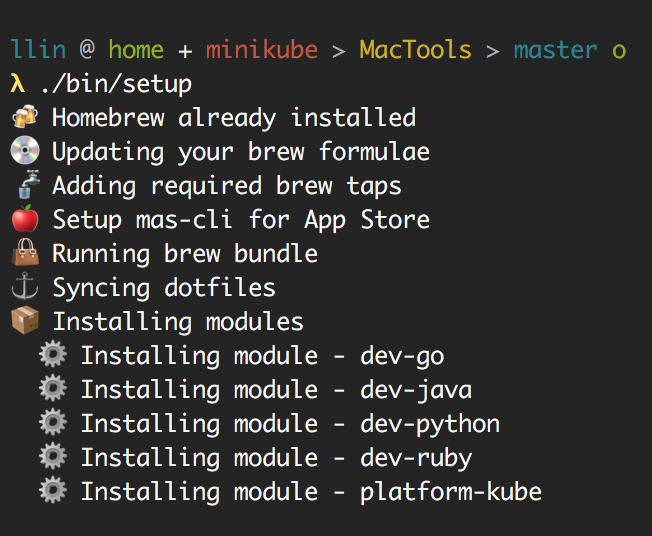 llin @ home + minikube > MacTools > master o
λ ./bin/setup
🍻 Homebrew already installed
💿 Updating your brew formulae
🚰 Adding required brew taps
🍎 Setup mas-cli for App Store
👜 Running brew bundle
⚓ Syncing dotfiles
📦 Installing modules
⚙️ Installing module - dev-go
⚙️ Installing module - dev-java
⚙️ Installing module - dev-python
⚙️ Installing module - dev-ruby
⚙️ Installing module - platform-kube